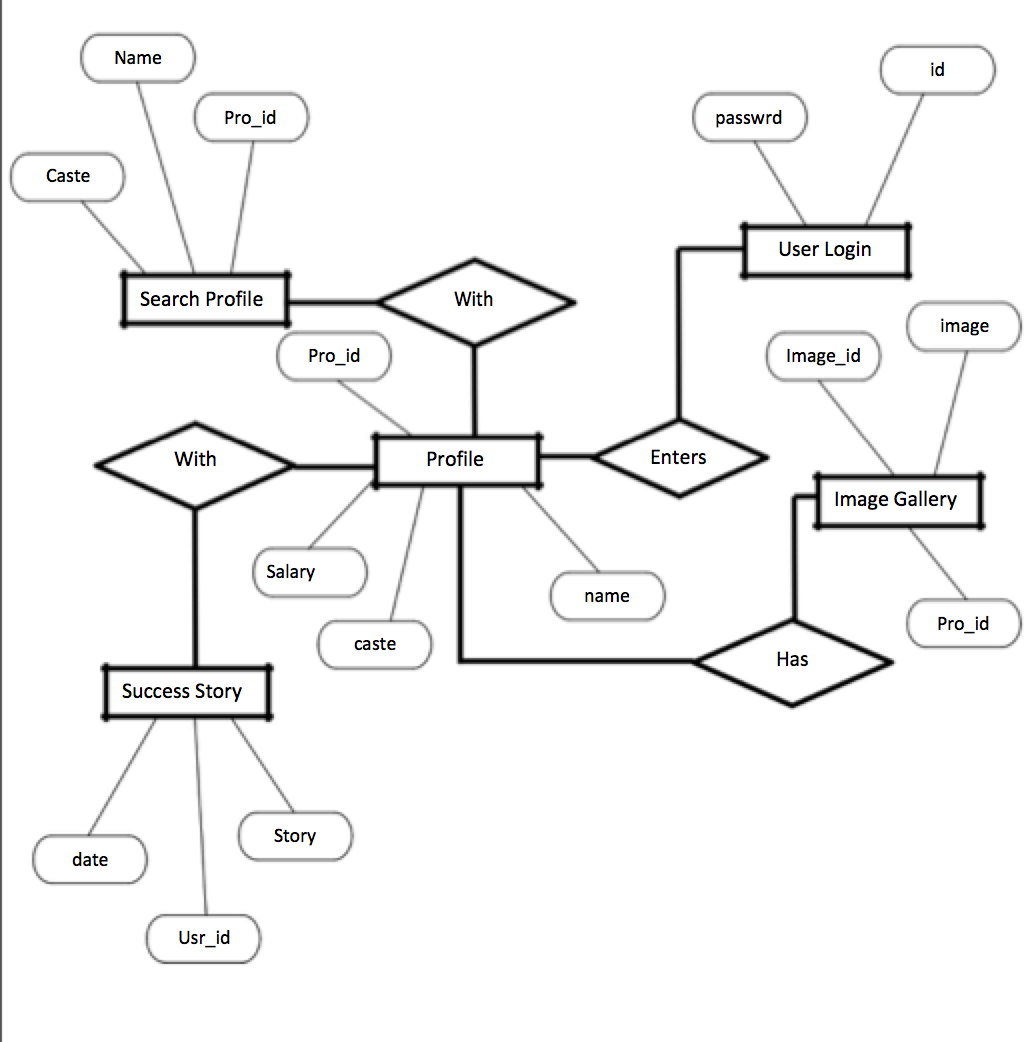 Name
id
Pro_id
passwrd
Caste
User Login
Search Profile
With
image
Pro_id
Image_id
With
Profile
Enters
Image Gallery
Salary
name
caste
Pro_id
Has
Success Story
Story
date
Usr_id